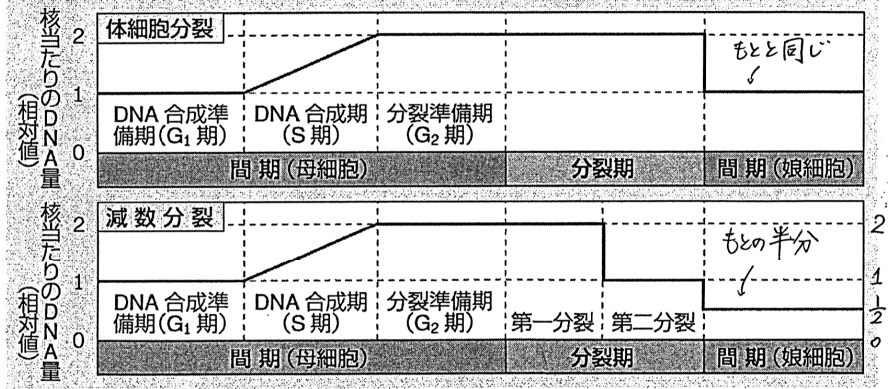 体細胞分裂
核当たりのDNA量
(相対値)
2
1
0
もとと同じ
DNA合成準
備期(G₁期)
DNA合成期
(S期)
分裂準備期
(G₂期)
間期(母細胞)
分裂期
間期(娘細胞)
減数分裂
核当たりのDNA量
(相対値)
2
1
0
もとの半分
2
1
1/2
0
DNA合成準
備期(G₁期)
DNA合成期
(S期)
分裂準備期
(G₂期)
第一分裂
第二分裂
間期(母細胞)
分裂期
間期(娘細胞)